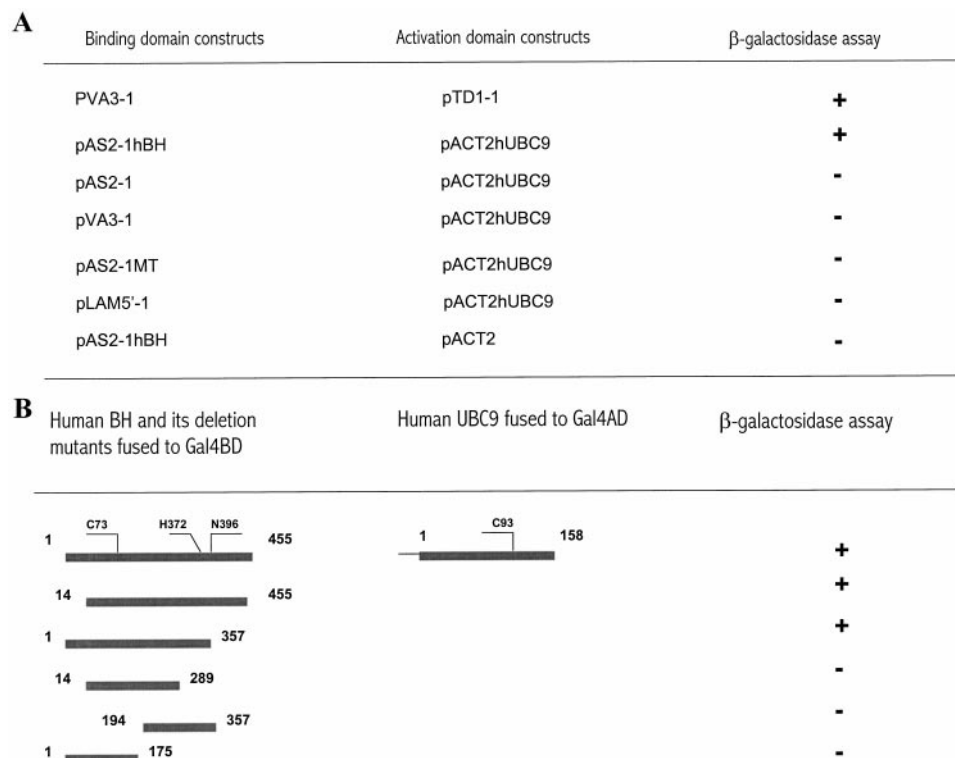 A
Binding domain constructs Activation domain constructs β-galactosidase assay
PVA3-1 pTD1-1 +
pAS2-1hBH pACT2hUBC9 +
pAS2-1 pACT2hUBC9 -
pVA3-1 pACT2hUBC9 -
pAS2-1MT pACT2hUBC9 -
pLAM5'-1 pACT2hUBC9 -
pAS2-1hBH pACT2 -
B
Human BH and its deletion Human UBC9 fused to Gal4AD β-galactosidase assay
mutants fused to Gal4BD
C73 H372 N396 C93
1 455 1 158 +
14 455 +
1 357 +
14 289 -
194 357 -
1 175 -